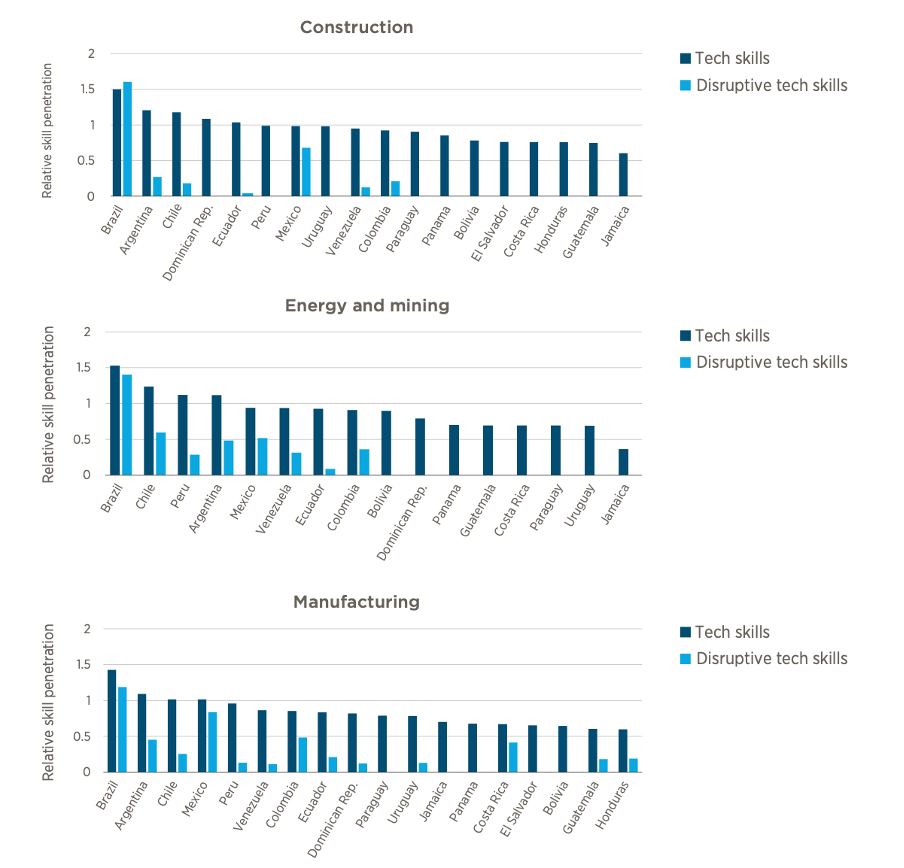 Construction
Relative skill penetration
2
1.5
1
0.5
0
Brazil
Argentina
Chile
Dominican Rep.
Ecuador
Peru
Mexico
Uruguay
Venezuela
Colombia
Paraguay
Panama
Bolivia
El Salvador
Costa Rica
Honduras
Guatemala
Jamaica
Tech skills
Disruptive tech skills
Energy and mining
Relative skill penetration
2
1.5
1
0.5
0
Brazil
Chile
Peru
Argentina
Mexico
Venezuela
Ecuador
Colombia
Bolivia
Dominican Rep.
Panama
Guatemala
Costa Rica
Paraguay
Uruguay
Jamaica
Tech skills
Disruptive tech skills
Manufacturing
Relative skill penetration
2
1.5
1
0.5
0
Brazil
Argentina
Chile
Mexico
Peru
Venezuela
Colombia
Ecuador
Dominican Rep.
Paraguay
Uruguay
Jamaica
Panama
Costa Rica
El Salvador
Bolivia
Guatemala
Honduras
Tech skills
Disruptive tech skills